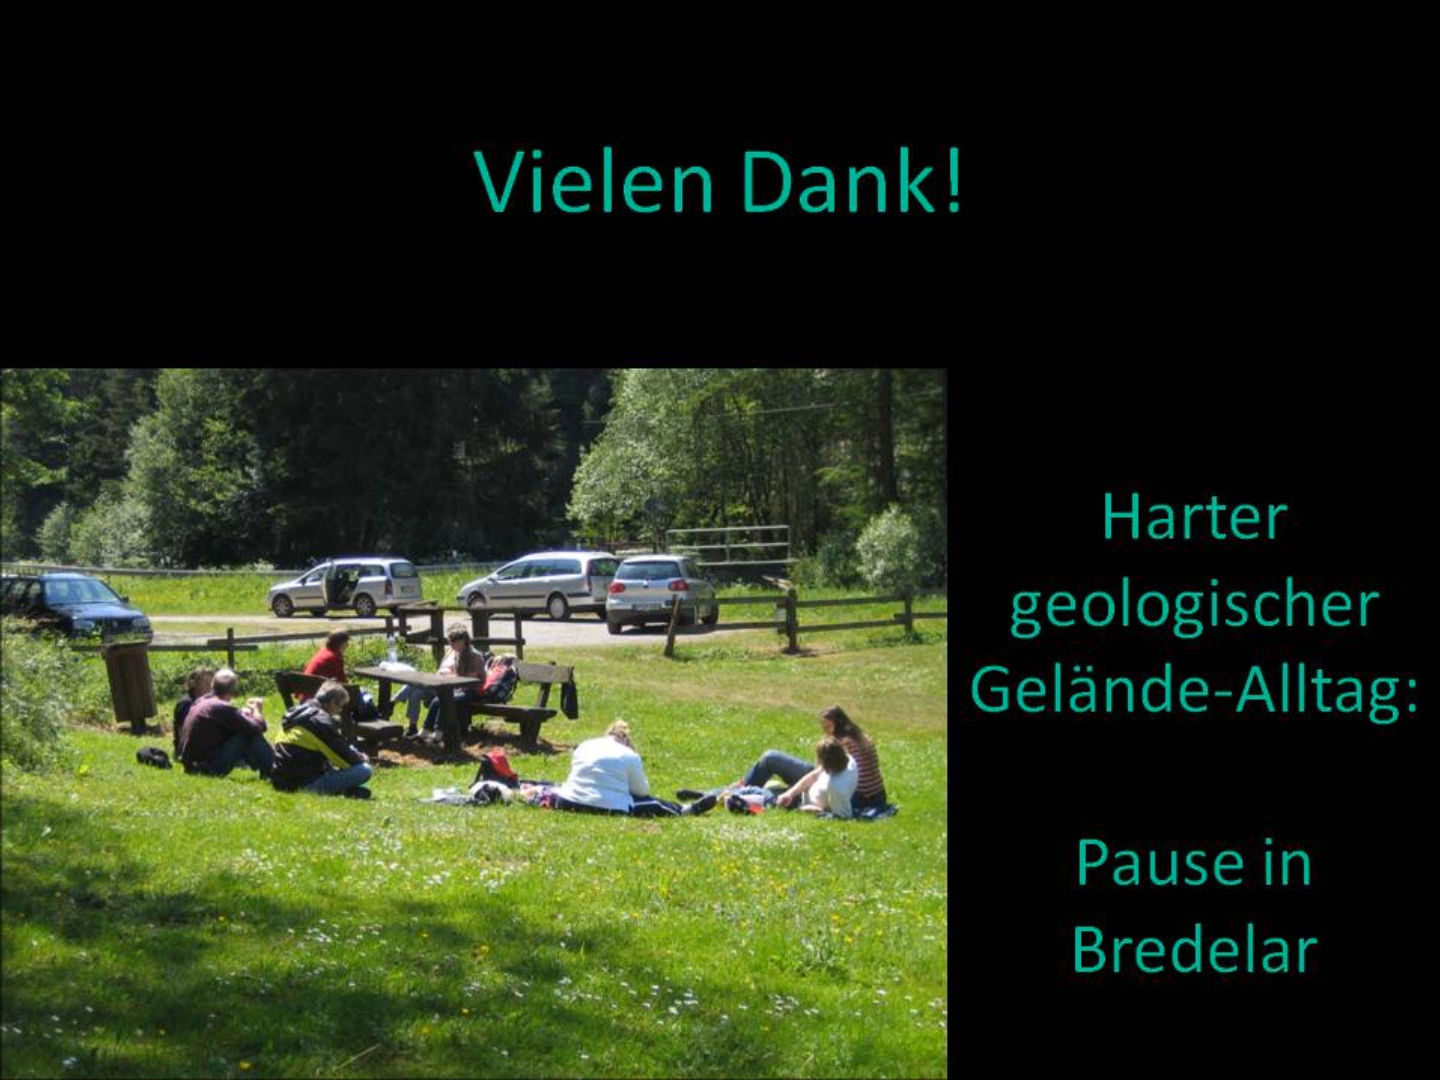 Vielen Dank!
Harter
geologischer
Gelände-Alltag:
Pause in
Bredelar